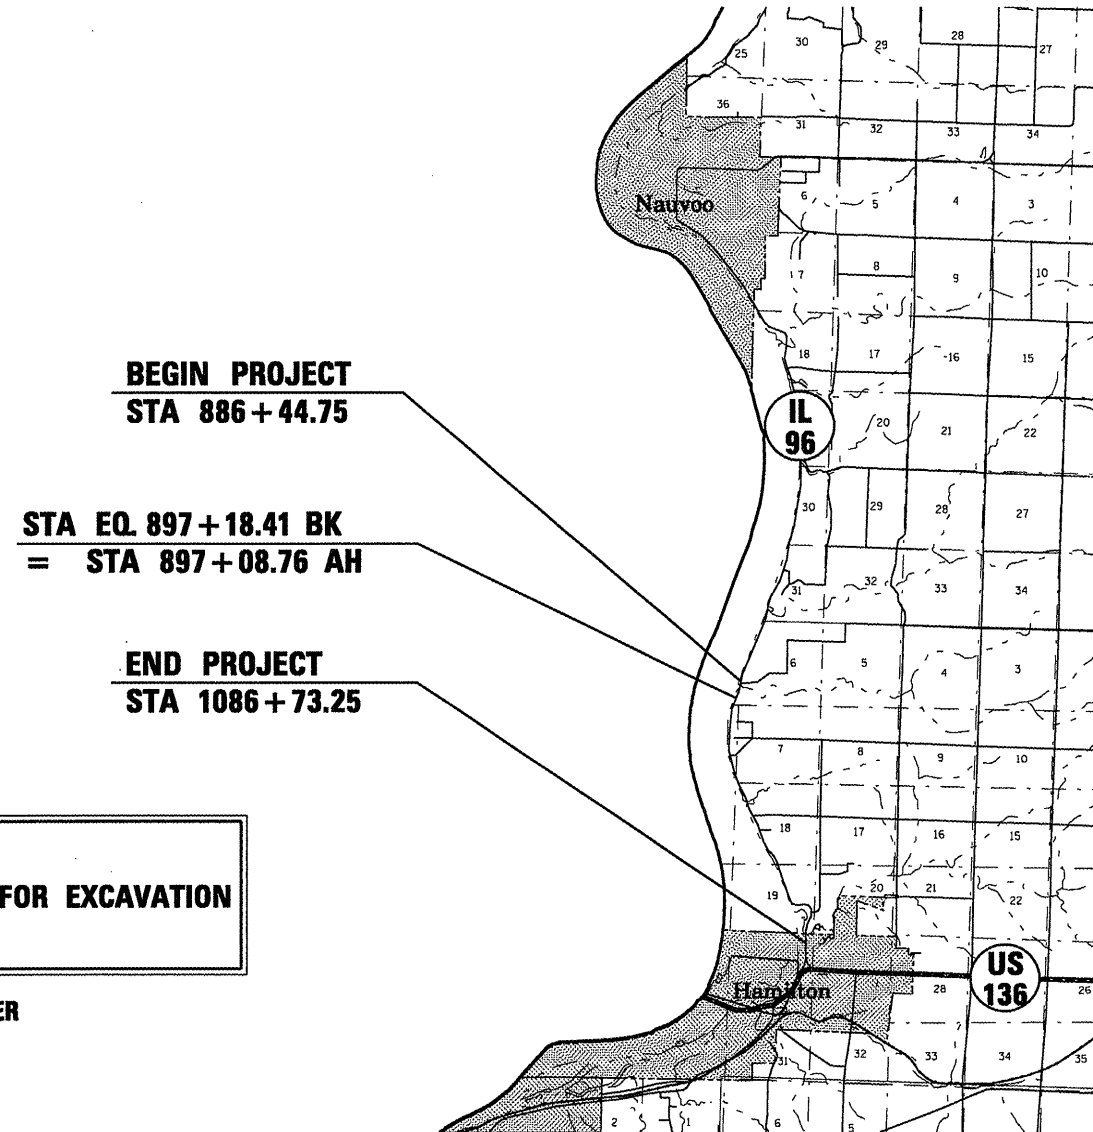 25 30 29 28 27
36 31 32 33 34
Nauvoo
6 5 4 3
7 8 9 10
BEGIN PROJECT
STA 886+44.75
18 17 16 15
IL
96
20 21 22
STA EQ. 897+18.41 BK
= STA 897+08.76 AH
30 29 28 27
31 32 33 34
END PROJECT
STA 1086+73.25
6 5 4 3
7 8 9 10
18 17 16 15
FOR EXCAVATION
19 20 21 22
US
136
Hamilton
28 26
ER
31 32 33 34 35
2 1 6 5